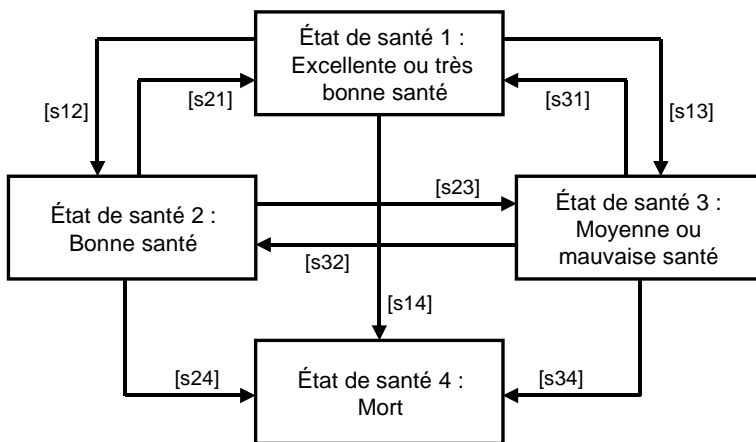 État de santé 1 :
Excellente ou très
bonne santé
[s12]
[s21]
[s31]
[s13]
État de santé 2 :
Bonne santé
[s23]
[s32]
État de santé 3 :
Moyenne ou
mauvaise santé
[s14]
[s24]
État de santé 4 :
Mort
[s34]